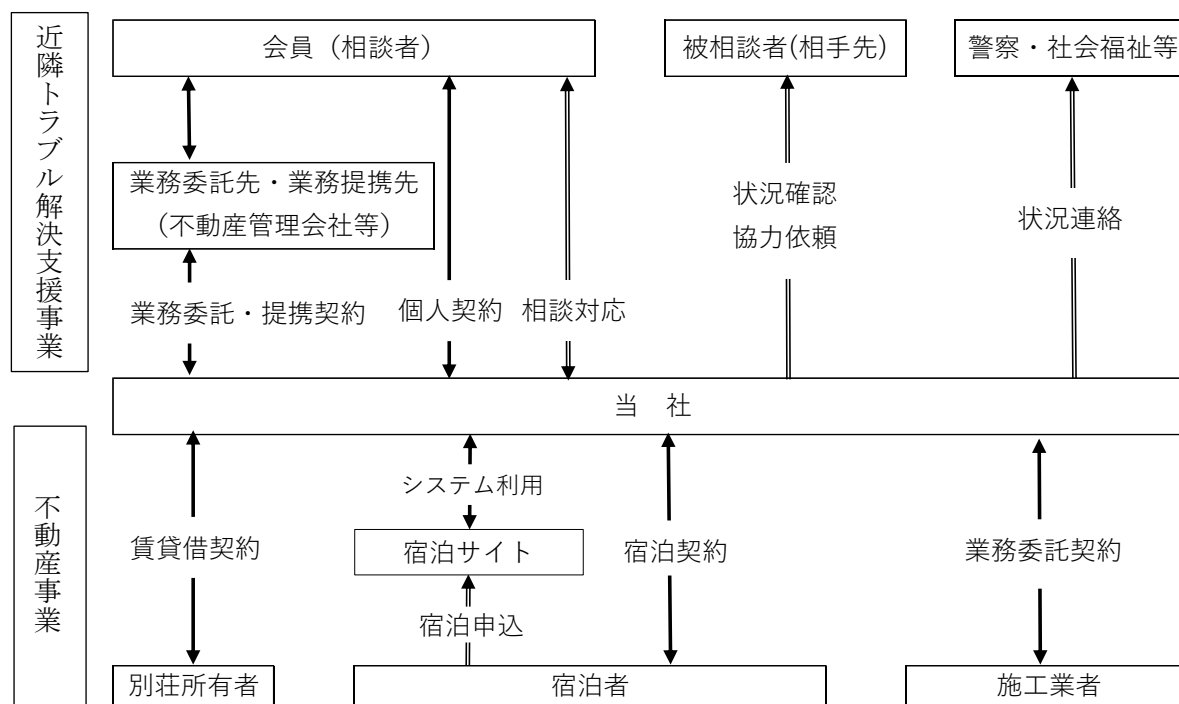 近隣トラブル解決支援事業
会員（相談者）
被相談者(相手先)
警察・社会福祉等
業務委託先・業務提携先
（不動産管理会社等）
状況確認
協力依頼
状況連絡
業務委託・提携契約
個人契約
相談対応
当　社
不動産事業
システム利用
賃貸借契約
宿泊サイト
宿泊契約
業務委託契約
宿泊申込
別荘所有者
宿泊者
施工業者